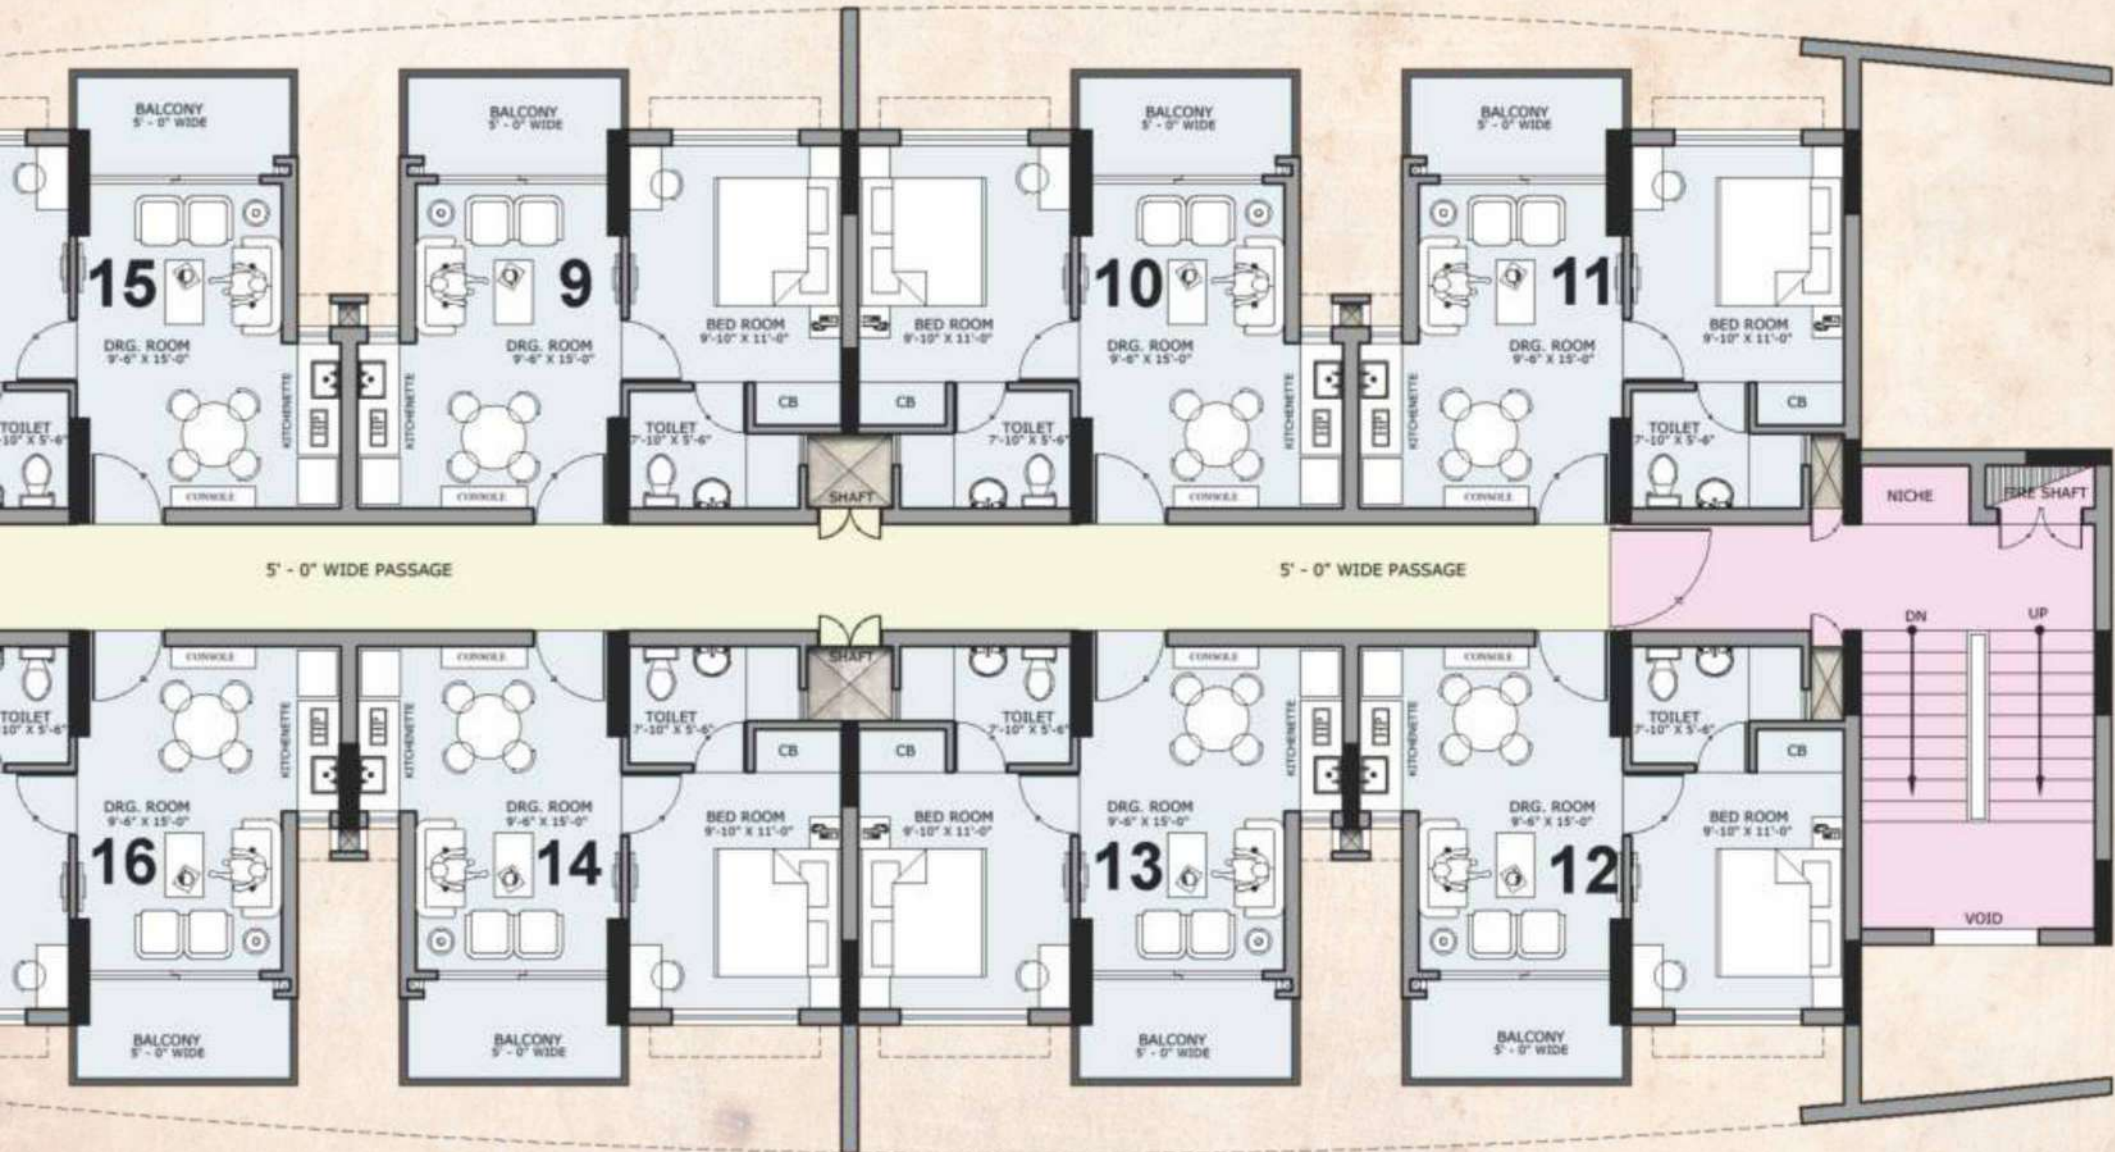 BALCONY
5' - 0" WIDE
BALCONY
5' - 0" WIDE
BALCONY
5' - 0" WIDE
BALCONY
5' - 0" WIDE
15
9
10
11
BED ROOM
9'-10" X 11'-0"
BED ROOM
9'-10" X 11'-0"
BED ROOM
9'-10" X 11'-0"
DRG. ROOM
9'-6" X 15'-0"
DRG. ROOM
9'-6" X 15'-0"
DRG. ROOM
9'-6" X 15'-0"
DRG. ROOM
9'-6" X 15'-0"
KITCHENETTE
KITCHENETTE
KITCHENETTE
KITCHENETTE
CB
CB
CB
TOILET
-10" X 5'-6"
TOILET
7'-10" X 5'-6"
TOILET
7'-10" X 5'-6"
TOILET
7'-10" X 5'-6"
CONSOLE
CONSOLE
CONSOLE
CONSOLE
SHAFT
NICHE
FIRE SHAFT
5' - 0" WIDE PASSAGE
5' - 0" WIDE PASSAGE
DN
UP
CONSOLE
CONSOLE
SHAFT
CONSOLE
CONSOLE
TOILET
-10" X 5'-6"
TOILET
7'-10" X 5'-6"
TOILET
7'-10" X 5'-6"
TOILET
7'-10" X 5'-6"
KITCHENETTE
KITCHENETTE
KITCHENETTE
KITCHENETTE
CB
CB
CB
DRG. ROOM
9'-6" X 15'-0"
DRG. ROOM
9'-6" X 15'-0"
DRG. ROOM
9'-6" X 15'-0"
DRG. ROOM
9'-6" X 15'-0"
BED ROOM
9'-10" X 11'-0"
BED ROOM
9'-10" X 11'-0"
BED ROOM
9'-10" X 11'-0"
16
14
13
12
VOID
BALCONY
5' - 0" WIDE
BALCONY
5' - 0" WIDE
BALCONY
5' - 0" WIDE
BALCONY
5' - 0" WIDE